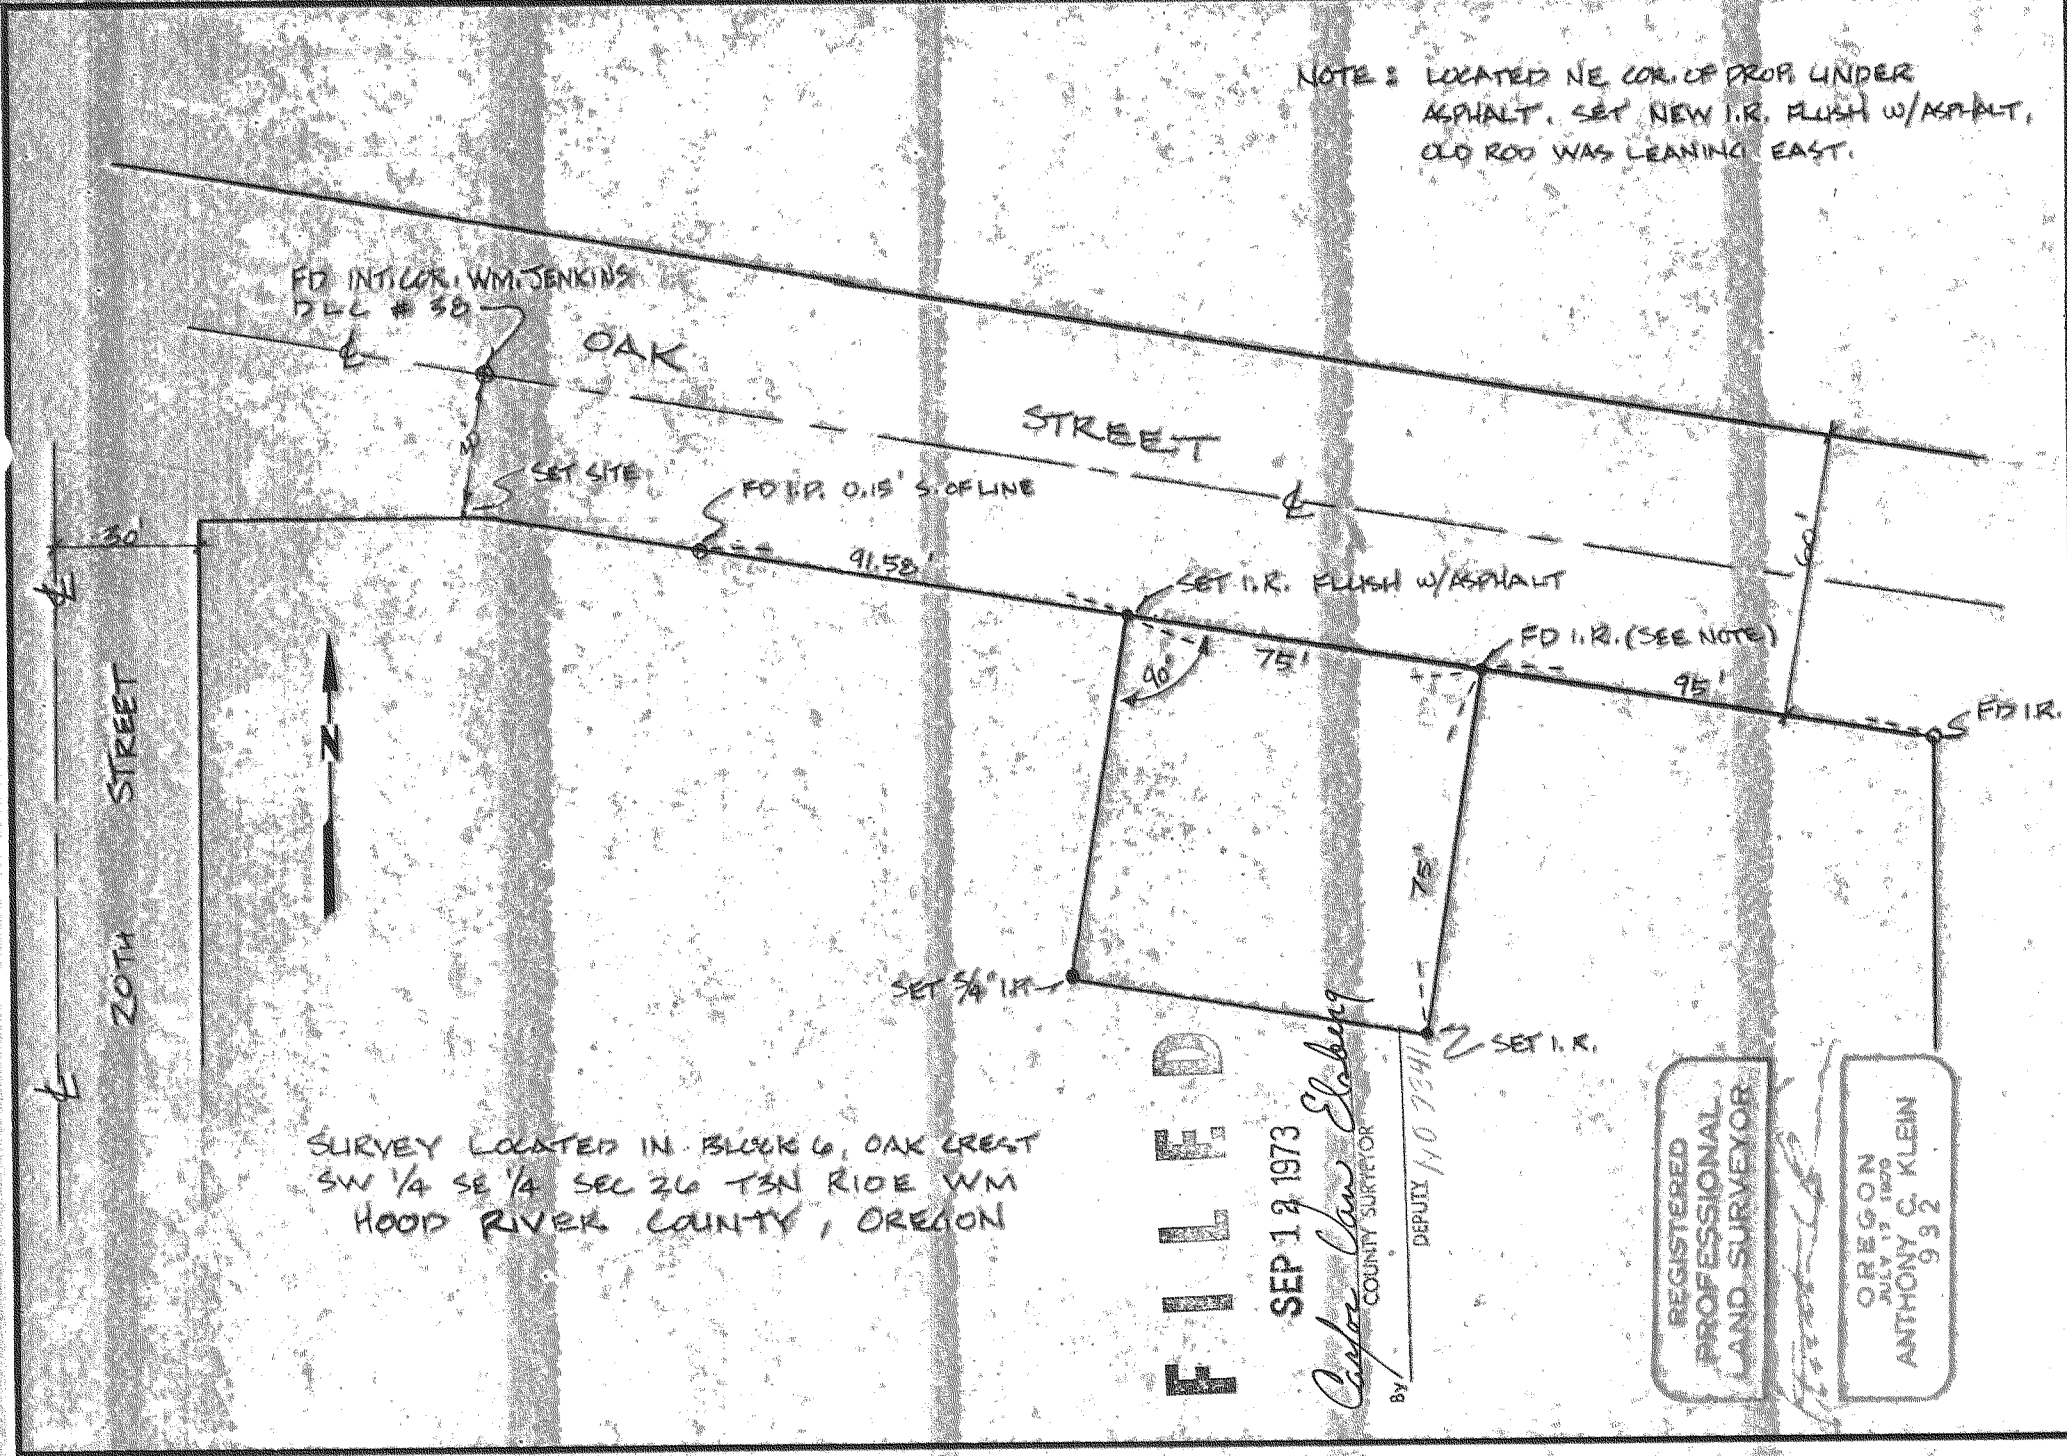 NOTE: LOCATED NE COR. OF PROP. UNDER
ASPHALT. SET NEW I.R. FLUSH W/ASPHALT,
OLD ROD WAS LEANING EAST.
FD INT. COR. WM. JENKINS
DLC # 38
℄
OAK
STREET
SET SITE
FD I.P. 0.15' S. OF LINE
℄
30'
91.58'
60'
SET I.R. FLUSH W/ASPHALT
FD I.R. (SEE NOTE)
90°
75'
95'
FD I.R.
℄
N
20TH STREET
75'
SET 3/4" I.P.
SET I.R.
℄
SURVEY LOCATED IN BLOCK 6, OAK CREST
SW 1/4 SE 1/4 SEC 26 T3N R10E WM
HOOD RIVER COUNTY, OREGON
FILED
SEP 12 1973
COUNTY SURVEYOR
By
DEPUTY
REGISTERED
PROFESSIONAL
LAND SURVEYOR
OREGON
JULY 17 1970
ANTHONY C. KLEIN
932